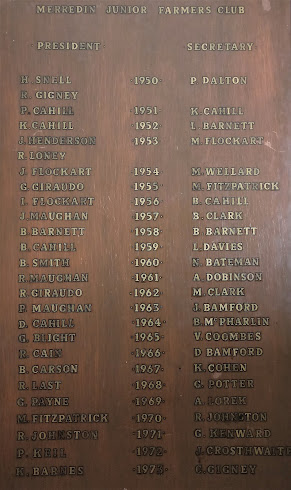 MERREDIN JUNIOR FARMERS CLUB
PRESIDENT SECRETARY
H. SNELL 1950 P. DALTON
R. GIGNEY
P. CAHILL 1951 K. CAHILL
K. CAHILL 1952 L. BARNETT
J. HENDERSON 1953 M. FLOCKART
R. LONEY
J. FLOCKART 1954 M. WELLARD
G. GIRAUDO 1955 M. FITZPATRICK
I. FLOCKART 1956 B. CAHILL
J. MAUGHAN 1957 B. CLARK
B. BARNETT 1958 B. BARNETT
B. CAHILL 1959 L. DAVIES
B. SMITH 1960 N. BATEMAN
R. MAUGHAN 1961 A. DOBINSON
R. GIRAUDO 1962 M. CLARK
P. MAUGHAN 1963 J. BAMFORD
D. CAHILL 1964 B. McPHARLIN
G. BLIGHT 1965 V. COOMBES
R. CAIN 1966 D. BAMFORD
B. CARSON 1967 K. COHEN
R. LAST 1968 G. POTTER
G. PAYNE 1969 A. LOREK
M. FITZPATRICK 1970 R. JOHNSTON
R. JOHNSTON 1971 G. KENWARD
P. KEIL 1972 J. CROSTHWAITE
K. BARNES 1973 C. GIGNEY